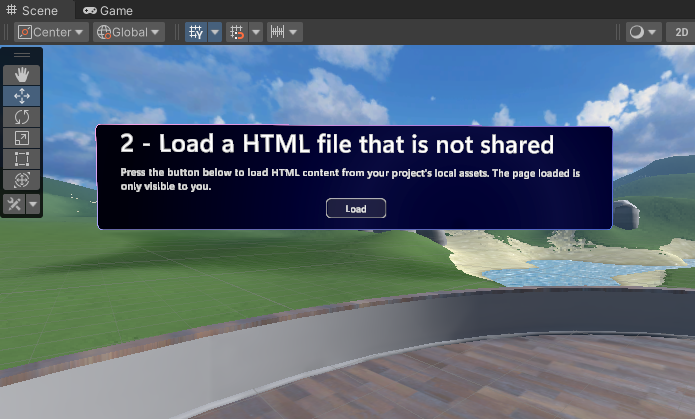 Scene
Game
Center
Global
2D
2 - Load a HTML file that is not shared
Press the button below to load HTML content from your project's local assets. The page loaded is
only visible to you.
Load